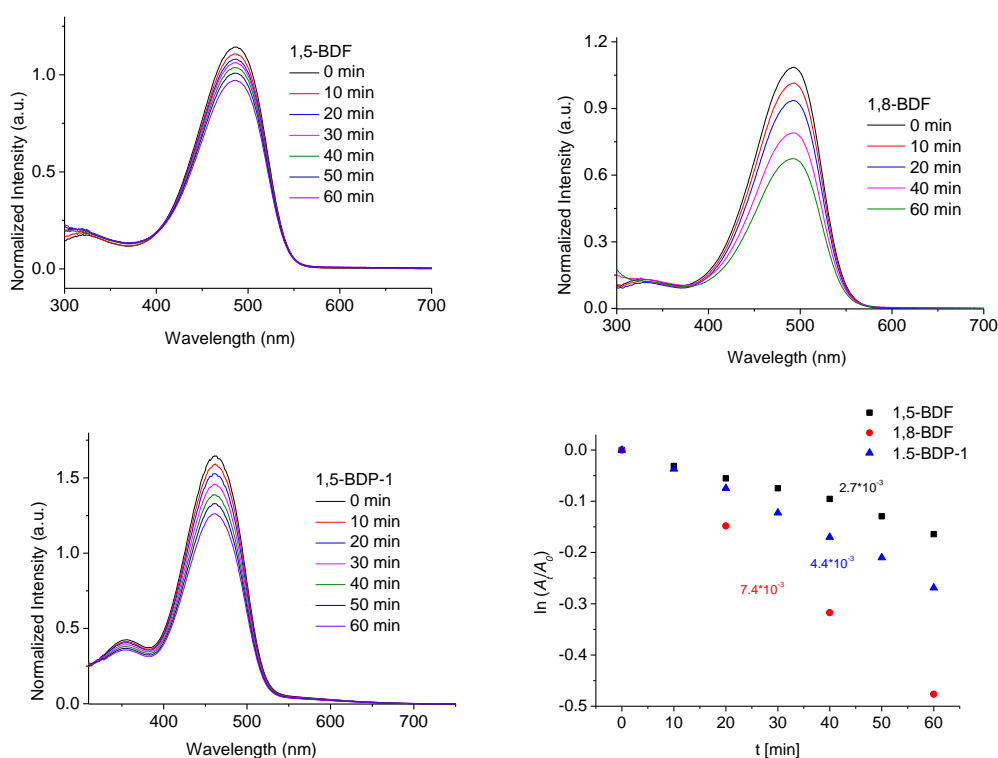 1,5-BDF
0 min
10 min
20 min
30 min
40 min
50 min
60 min
1.0
0.5
0.0
300
400
500
600
700
Normalized Intensity (a.u.)
Wavelength (nm)
1,8-BDF
0 min
10 min
20 min
40 min
60 min
1.2
0.9
0.6
0.3
0.0
300
400
500
600
700
Normalized Intensity (a.u.)
Wavelegth (nm)
1,5-BDP-1
0 min
10 min
20 min
30 min
40 min
50 min
60 min
1.5
1.0
0.5
0.0
400
500
600
700
Normalized Intensity (a.u.)
Wavelength (nm)
1,5-BDF
1,8-BDF
1.5-BDP-1
0.0
-0.1
-0.2
-0.3
-0.4
-0.5
2.7*10⁻³
4.4*10⁻³
7.4*10⁻³
0
10
20
30
40
50
60
ln (Aₜ/A₀)
t [min]